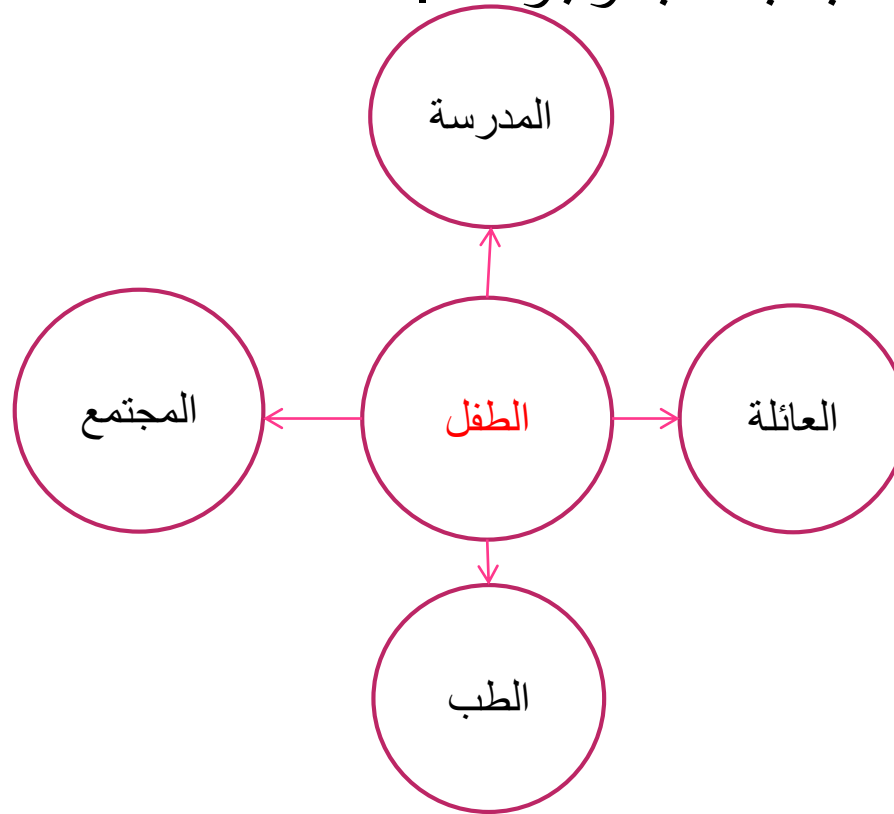 المدرسة
العائلة
الطفل
المجتمع
الطب